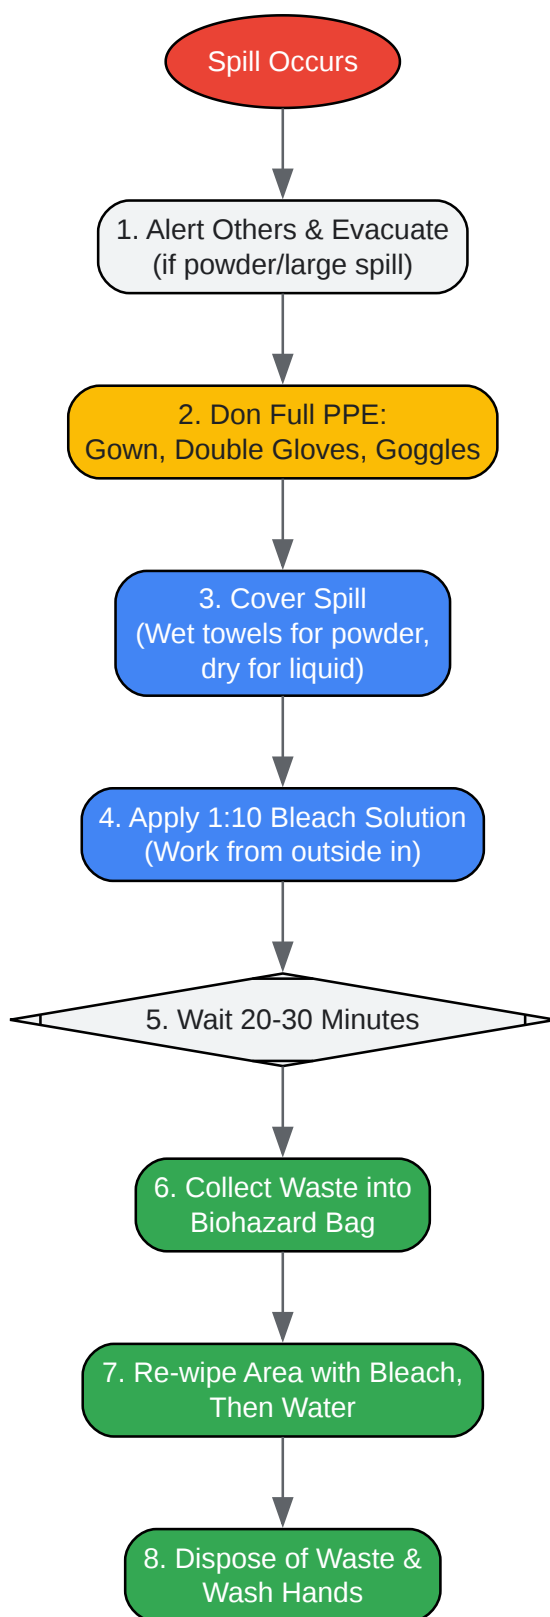 Spill Occurs
1. Alert Others & Evacuate
(if powder/large spill)
2. Don Full PPE:
Gown, Double Gloves, Goggles
3. Cover Spill
(Wet towels for powder,
dry for liquid)
4. Apply 1:10 Bleach Solution
(Work from outside in)
5. Wait 20-30 Minutes
6. Collect Waste into
Biohazard Bag
7. Re-wipe Area with Bleach,
Then Water
8. Dispose of Waste &
Wash Hands